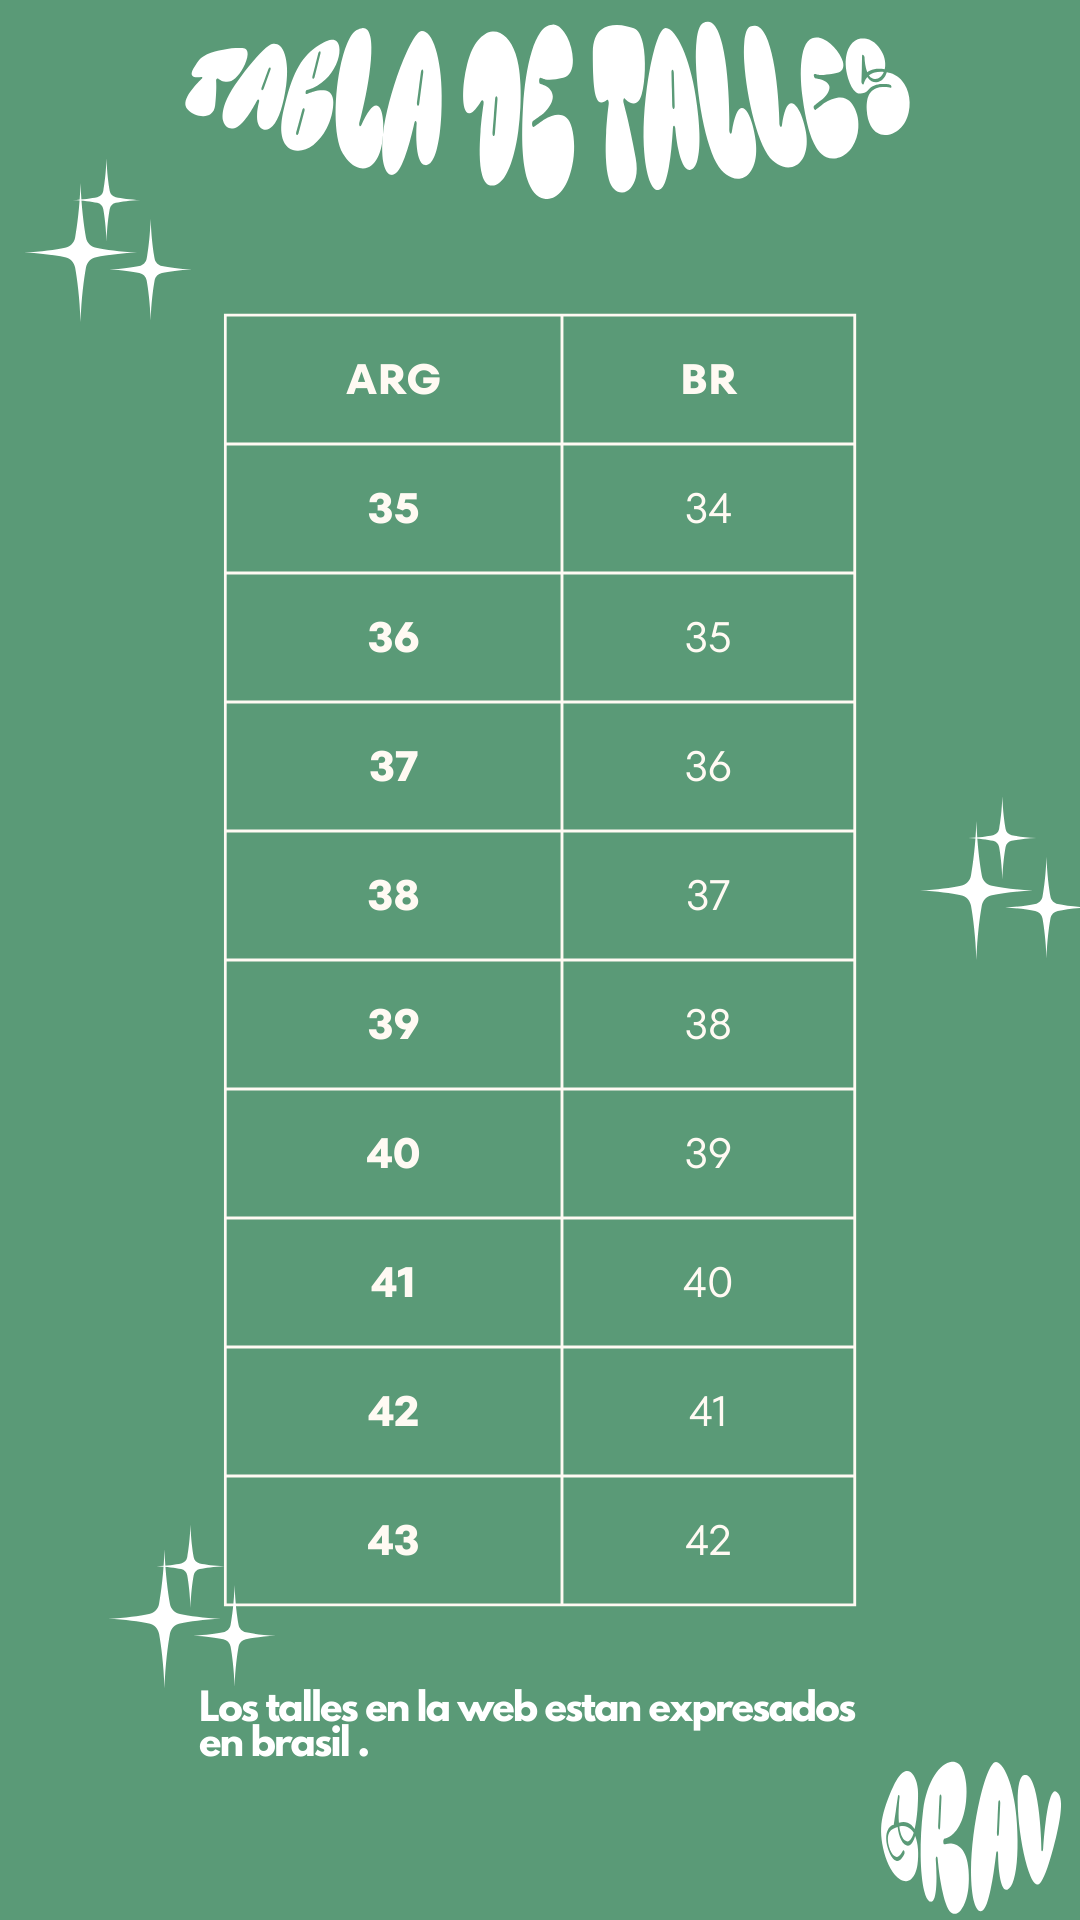 TABLA DE TALLES
ARG BR
35 34
36 35
37 36
38 37
39 38
40 39
41 40
42 41
43 42
Los talles en la web estan expresados
en brasil .
GRAV